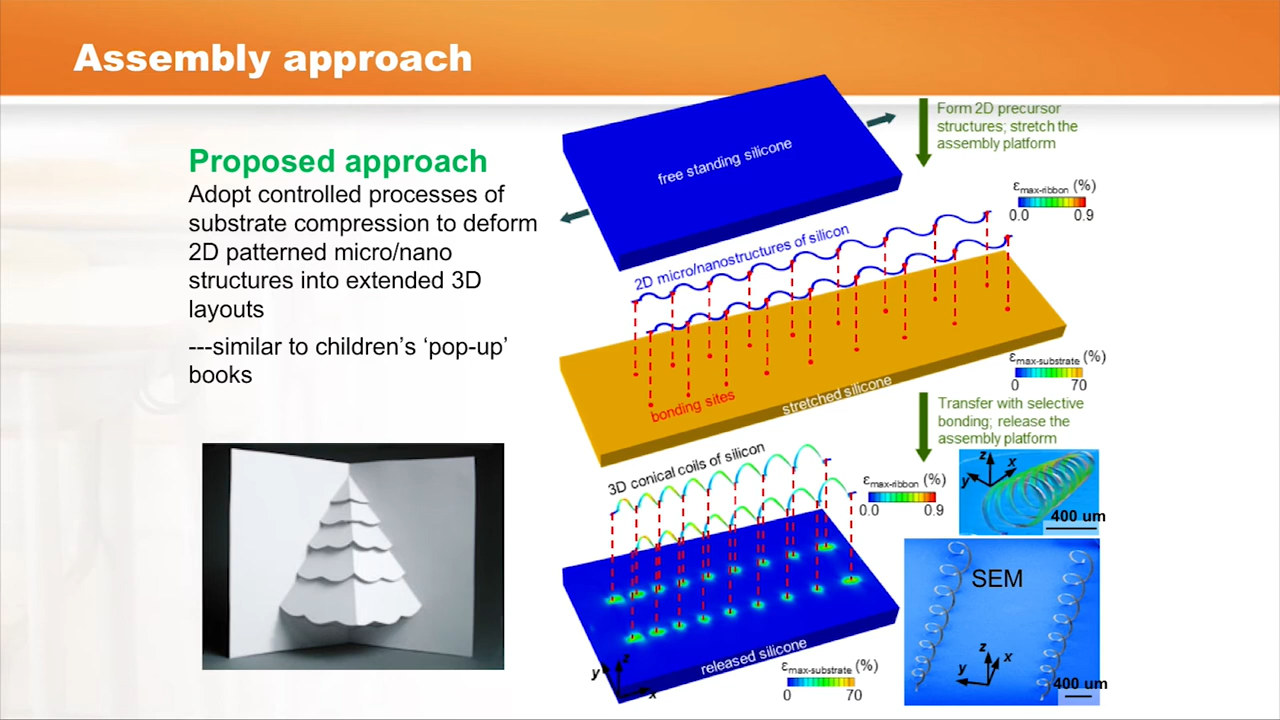 Assembly approach
Proposed approach
Adopt controlled processes of
substrate compression to deform
2D patterned micro/nano
structures into extended 3D
layouts
---similar to children’s ‘pop-up’
books
free standing silicone
Form 2D precursor
structures; stretch the
assembly platform
εmax-ribbon (%)
0.0 0.9
2D micro/nanostructures of silicon
bonding sites
stretched silicone
εmax-substrate (%)
0 70
Transfer with selective
bonding; release the
assembly platform
3D conical coils of silicon
εmax-ribbon (%)
0.0 0.9
z
x
y
400 um
SEM
z
x
y
400 um
released silicone
z
y
x
εmax-substrate (%)
0 70